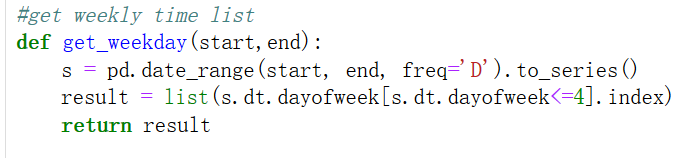 #get weekly time list
def get_weekday(start,end):
    s = pd.date_range(start, end, freq='D').to_series()
    result = list(s.dt.dayofweek[s.dt.dayofweek<=4].index)
    return result